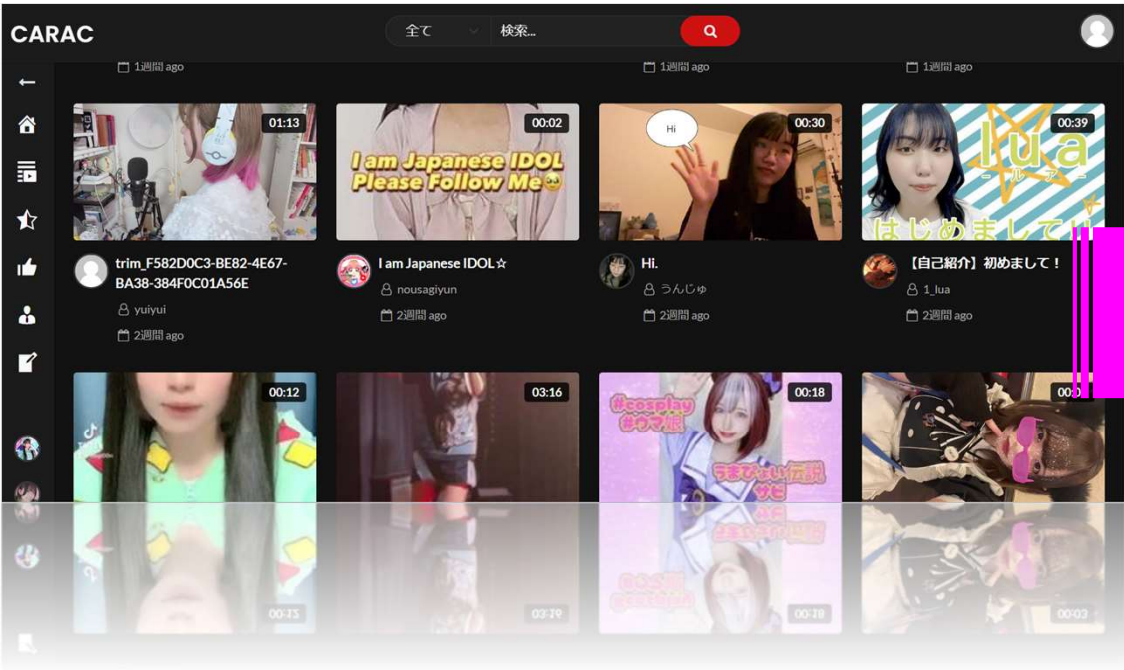 CARAC
全て
検索...
1週間 ago
1週間 ago
1週間 ago
01:13
00:02
I am Japanese IDOL
Please Follow Me
Hi
00:30
00:39
lua
- ル ア -
はじめまして!!
trim_F582D0C3-BE82-4E67-
BA38-384F0C01A56E
yuiyui
2週間 ago
I am Japanese IDOL☆
nousagiyun
2週間 ago
Hi.
うんじゅ
2週間 ago
【自己紹介】初めまして！
1_lua
2週間 ago
00:12
03:16
#cosplay
#ウマ娘
00:18
うまぴょい伝説
サビ
00:0